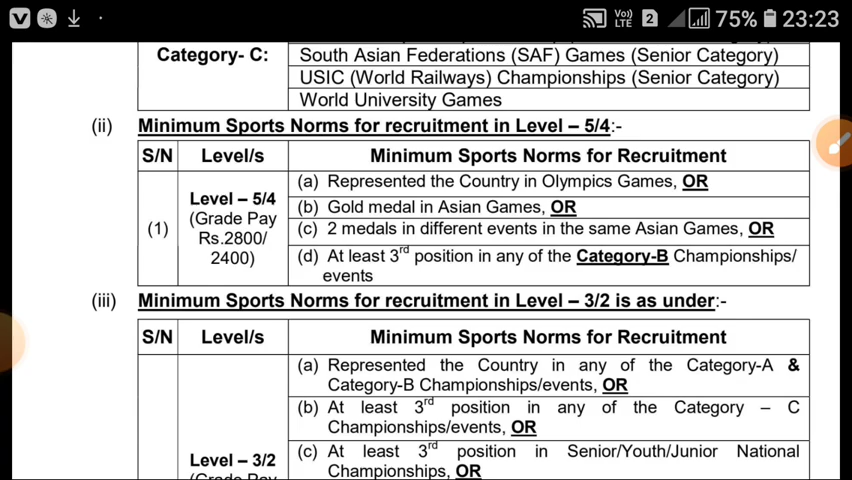 Vo)) LTE 2 75% 23:23
Category- C:
South Asian Federations (SAF) Games (Senior Category)
USIC (World Railways) Championships (Senior Category)
World University Games
(ii) Minimum Sports Norms for recruitment in Level – 5/4:-
S/N Level/s Minimum Sports Norms for Recruitment
(1)
Level – 5/4
(Grade Pay
Rs.2800/
2400)
(a) Represented the Country in Olympics Games, OR
(b) Gold medal in Asian Games, OR
(c) 2 medals in different events in the same Asian Games, OR
(d) At least 3rd position in any of the Category-B Championships/
events
(iii) Minimum Sports Norms for recruitment in Level – 3/2 is as under:-
S/N Level/s Minimum Sports Norms for Recruitment
Level – 3/2
(Grade Pay
(a) Represented the Country in any of the Category-A &
Category-B Championships/events, OR
(b) At least 3rd position in any of the Category – C
Championships/events, OR
(c) At least 3rd position in Senior/Youth/Junior National
Championships, OR